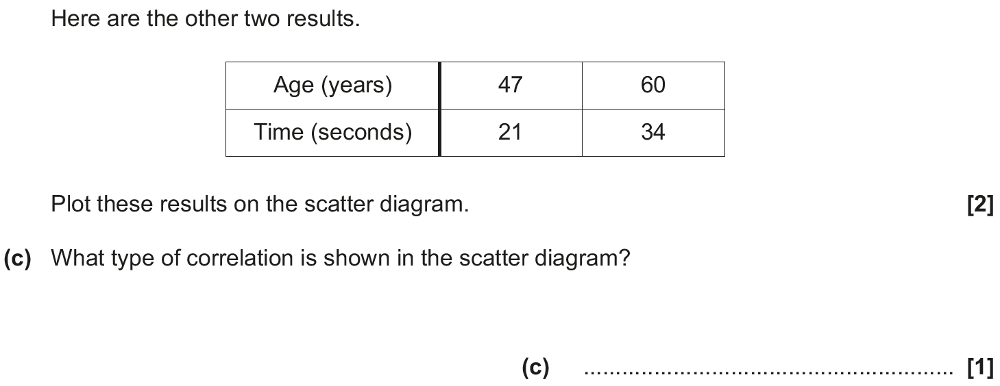 Here are the other two results.
Age (years) 47 60
Time (seconds) 21 34
Plot these results on the scatter diagram. [2]
(c) What type of correlation is shown in the scatter diagram?
(c) ............................................................ [1]